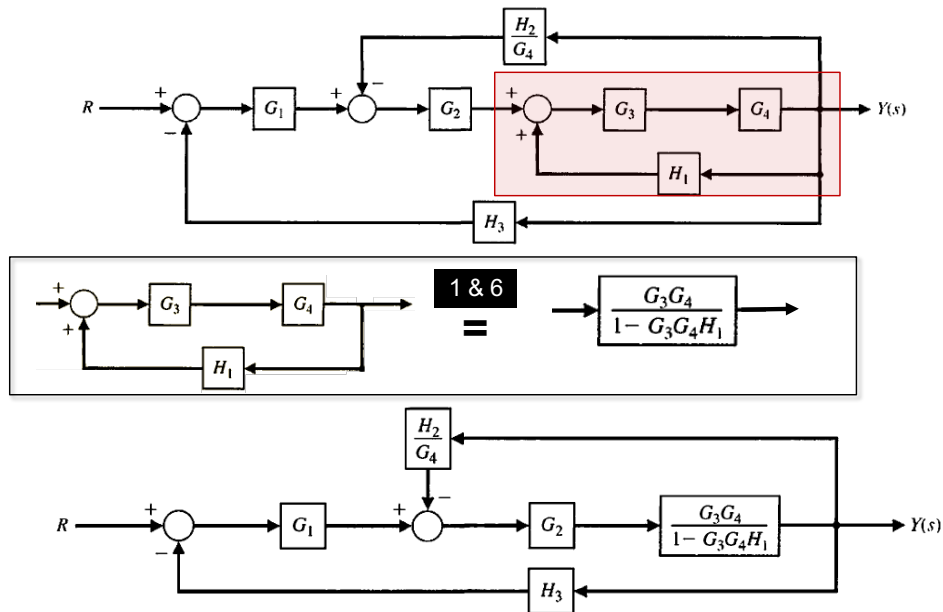 H₂
G₄
−
R + G₁ + G₂ + G₃ G₄ Y(s)
−
+
H₁
H₃
+ G₃ G₄ 1 & 6 G₃G₄
+ = 1− G₃G₄H₁
H₁
H₂
G₄
−
R + G₁ + G₂ G₃G₄ Y(s)
− 1− G₃G₄H₁
H₃